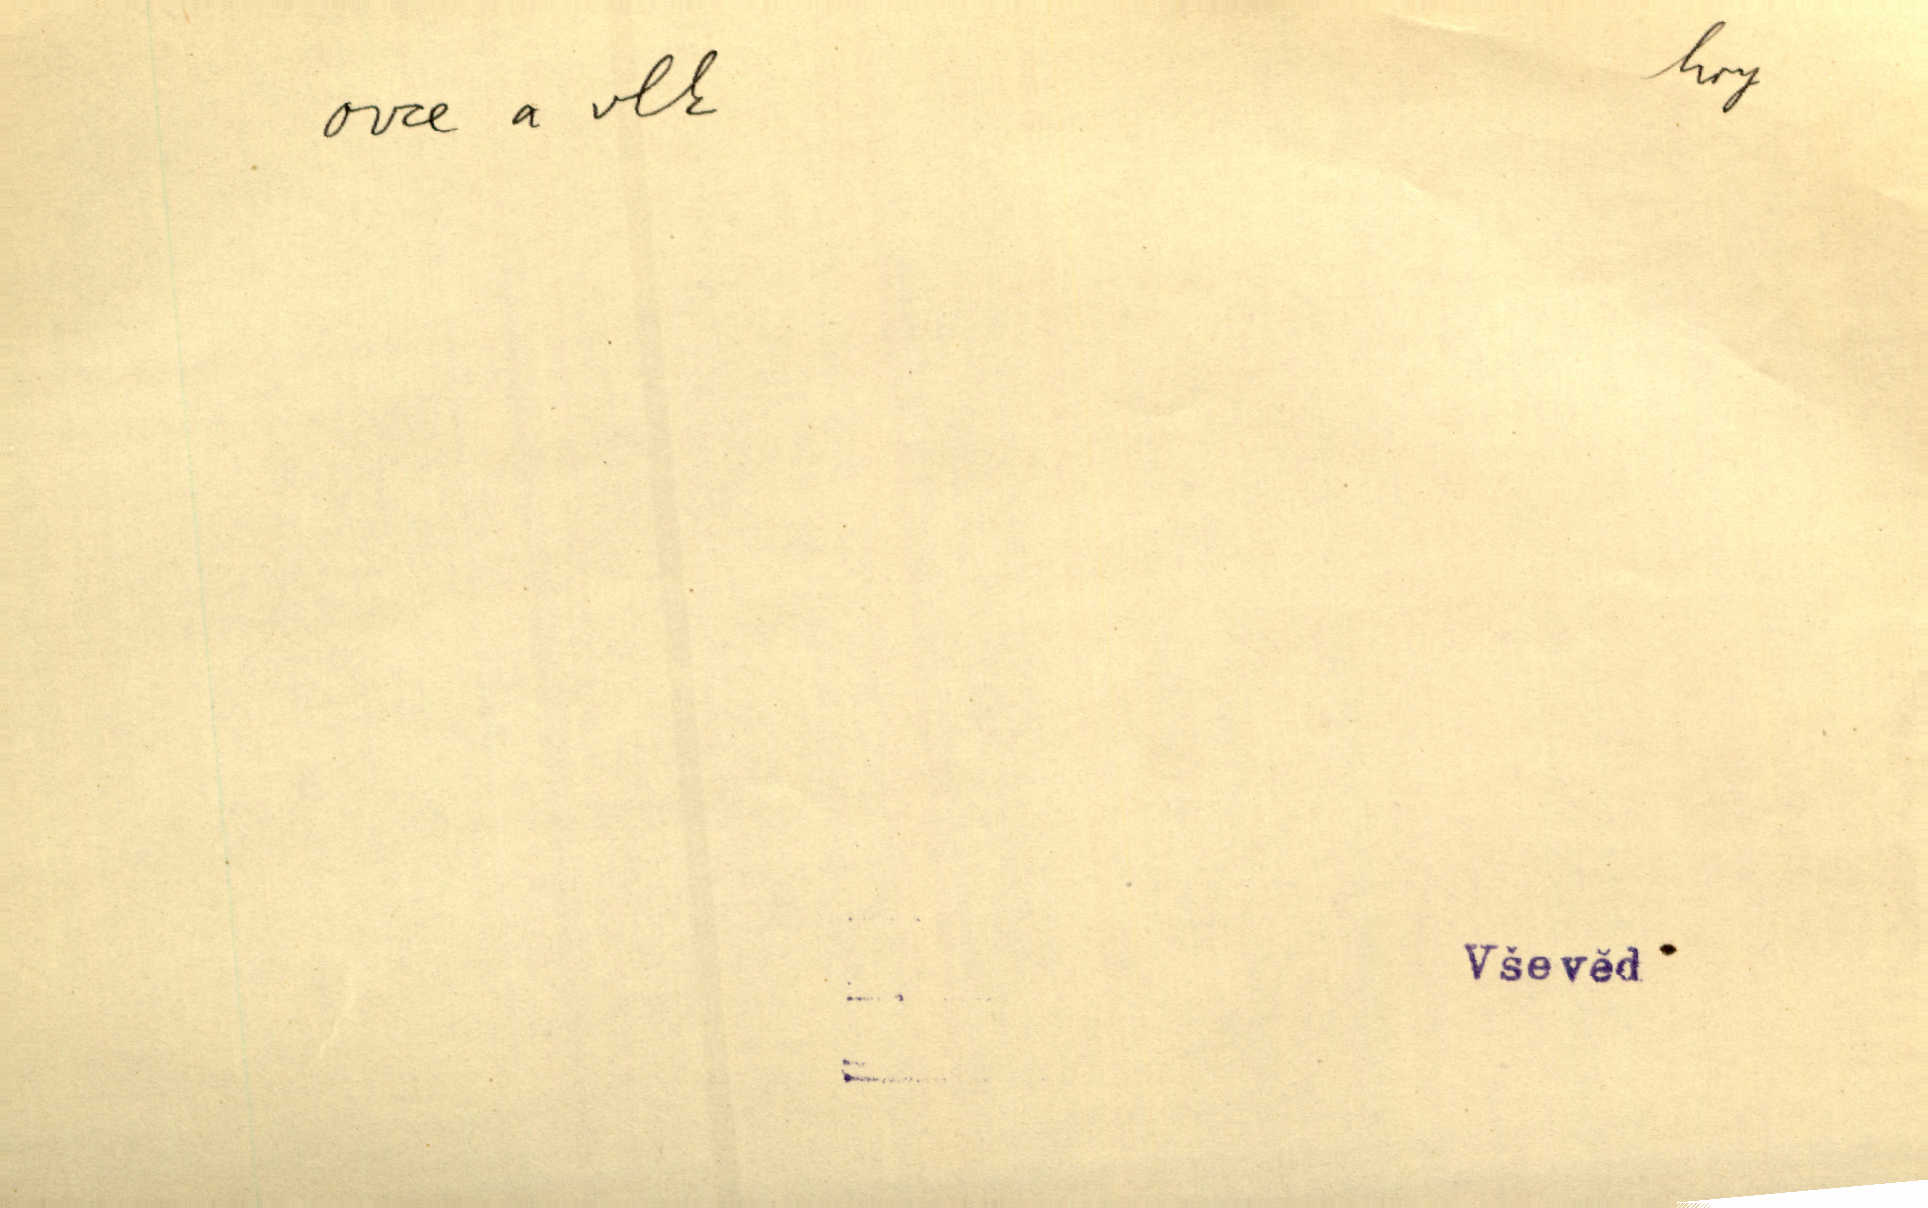 ovce a vlk
hry
Vševěd